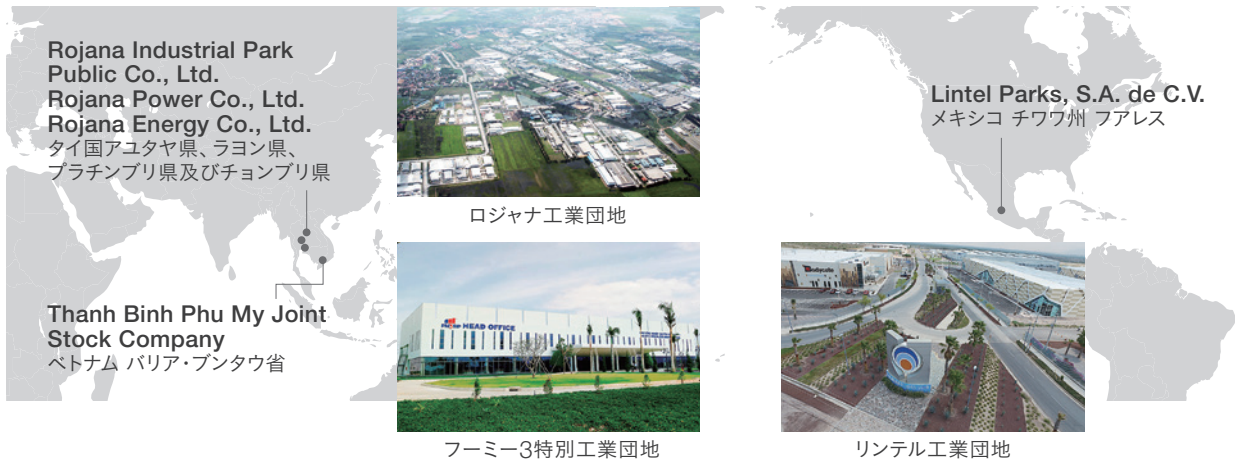 Rojana Industrial Park
Public Co., Ltd.
Rojana Power Co., Ltd.
Rojana Energy Co., Ltd.
タイ国アユタヤ県、ラヨン県、
プラチンブリ県及びチョンブリ県
ロジャナ工業団地
Thanh Binh Phu My Joint
Stock Company
ベトナム バリア・ブンタウ省
HEAD OFFICE
フーミー3特別工業団地
Lintel Parks, S.A. de C.V.
メキシコ チワワ州 フアレス
リンテル工業団地